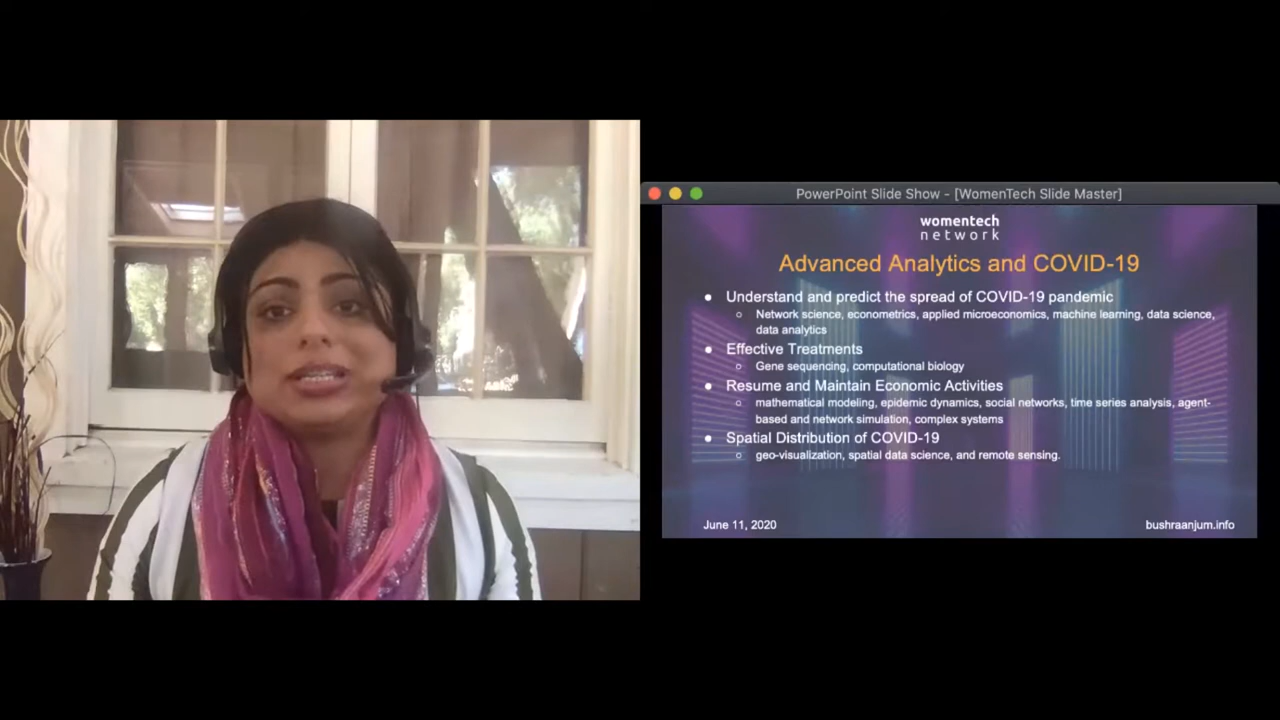 PowerPoint Slide Show - [WomenTech Slide Master]
womentech
network
Advanced Analytics and COVID-19
● Understand and predict the spread of COVID-19 pandemic
○ Network science, econometrics, applied microeconomics, machine learning, data science,
data analytics
● Effective Treatments
○ Gene sequencing, computational biology
● Resume and Maintain Economic Activities
○ mathematical modeling, epidemic dynamics, social networks, time series analysis, agent-
based and network simulation, complex systems
● Spatial Distribution of COVID-19
○ geo-visualization, spatial data science, and remote sensing.
June 11, 2020
bushraanjum.info